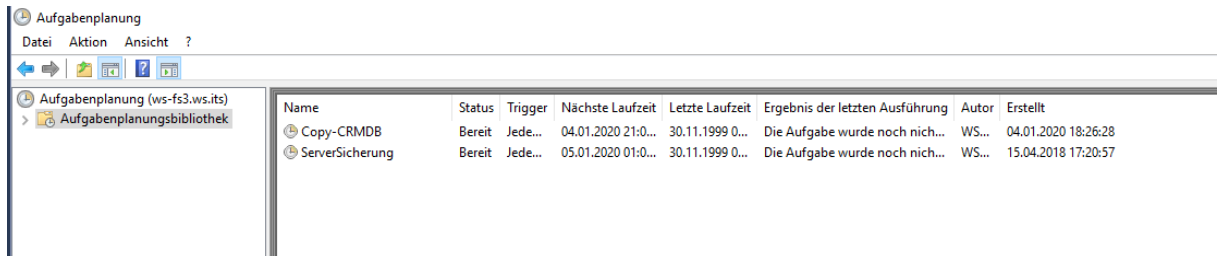 Aufgabenplanung
Datei Aktion Ansicht ?
Aufgabenplanung (ws-fs3.ws.its)
Aufgabenplanungsbibliothek
Name Status Trigger Nächste Laufzeit Letzte Laufzeit Ergebnis der letzten Ausführung Autor Erstellt
Copy-CRMDB Bereit Jede... 04.01.2020 21:0... 30.11.1999 0... Die Aufgabe wurde noch nich... WS... 04.01.2020 18:26:28
ServerSicherung Bereit Jede... 05.01.2020 01:0... 30.11.1999 0... Die Aufgabe wurde noch nich... WS... 15.04.2018 17:20:57